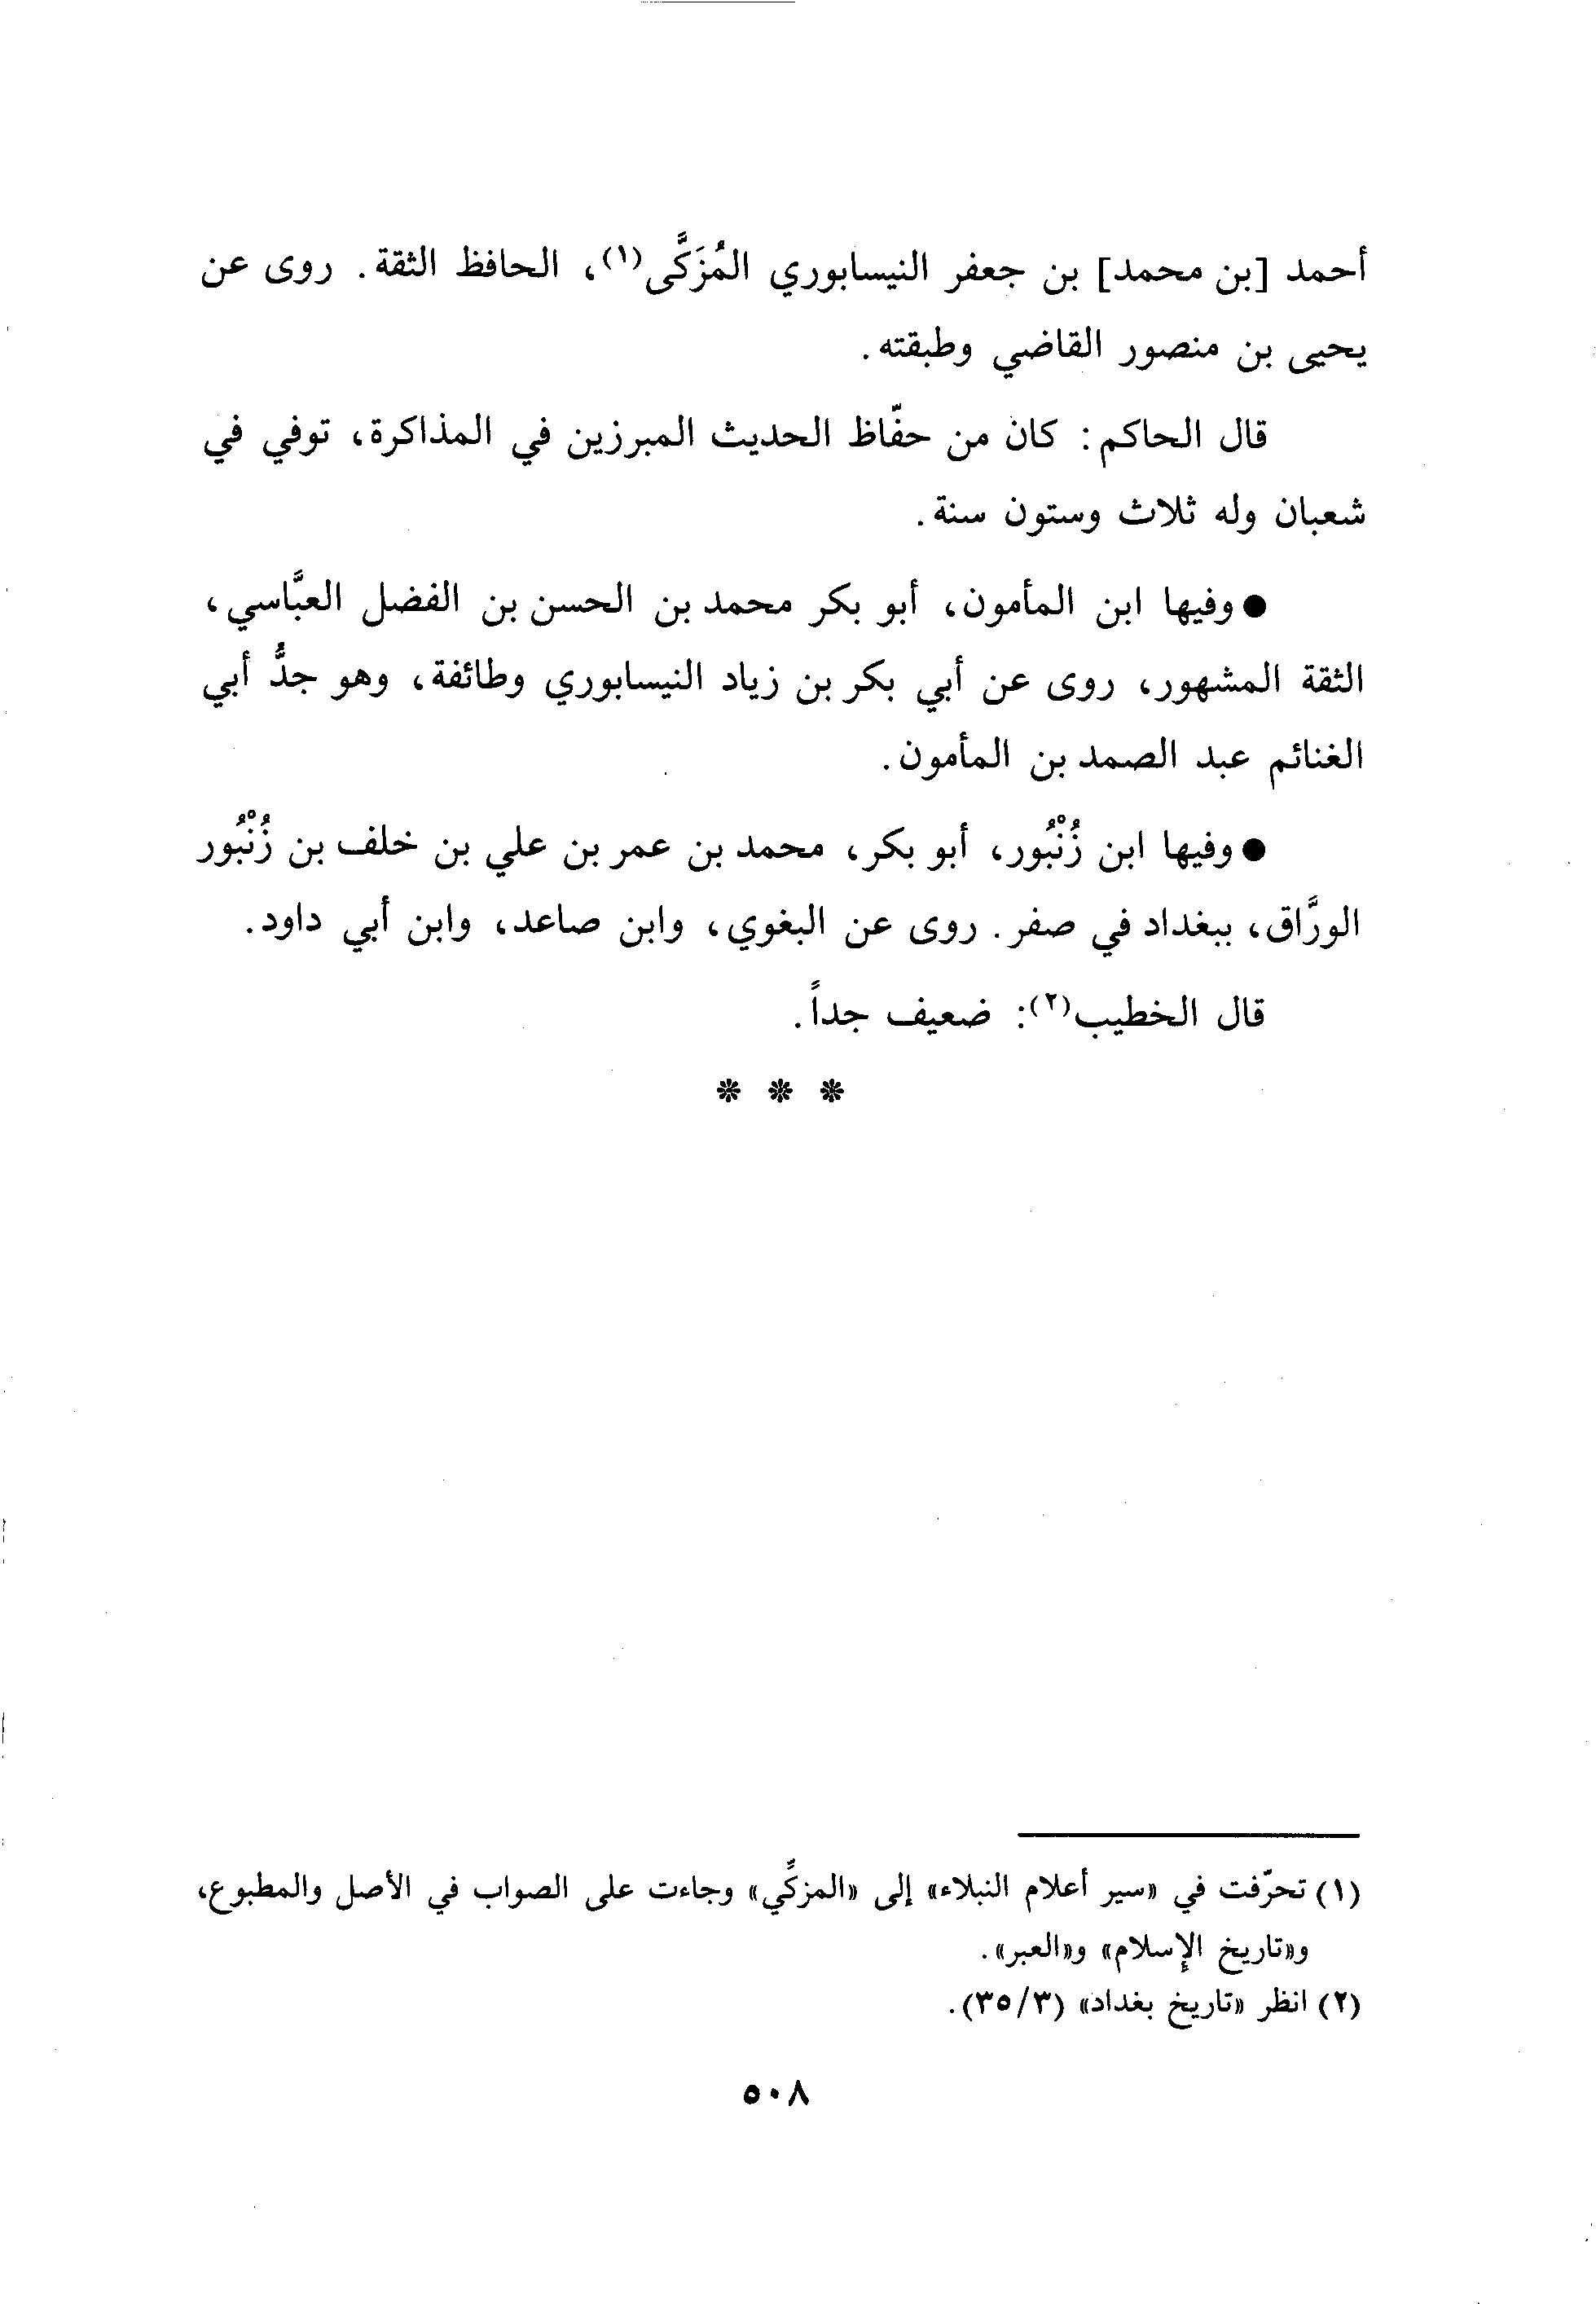 أحمد [بن محمد] بن جعفر النيسابوري المُزَكَّى(١)، الحافظ الثقة. روى عن
يحيى بن منصور القاضي وطبقته.
قال الحاكم: كان من حفّاظ الحديث المبرزين في المذاكرة، توفي في
شعبان وله ثلاث وستون سنة.
● وفيها ابن المأمون، أبو بكر محمد بن الحسن بن الفضل العبَّاسي،
الثقة المشهور، روى عن أبي بكر بن زياد النيسابوري وطائفة، وهو جدُّ أبي
الغنائم عبد الصمد بن المأمون.
● وفيها ابن زُنْبُور، أبو بكر، محمد بن عمر بن علي بن خلف بن زُنْبُور
الورَّاق، ببغداد في صفر. روى عن البغوي، وابن صاعد، وابن أبي داود.
قال الخطيب(٢): ضعيف جداً.
* * *
(١) تحرّفت في «سير أعلام النبلاء» إلى «المزكِّي» وجاءت على الصواب في الأصل والمطبوع،
و«تاريخ الإسلام» و«العبر».
(٢) انظر «تاريخ بغداد» (٣/ ٣٥).
٥٠٨